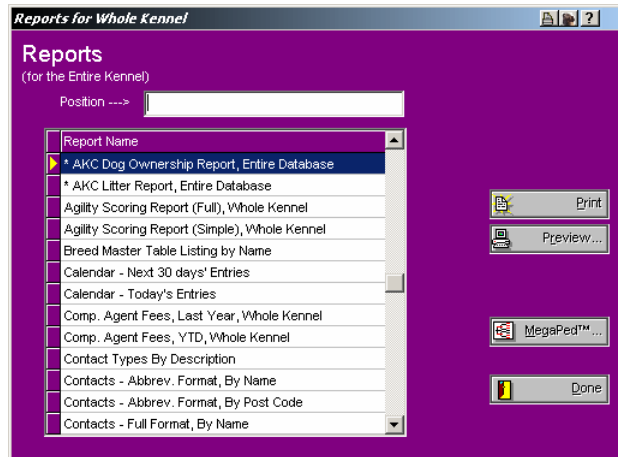 Reports for Whole Kennel
?
Reports
(for the Entire Kennel)
Position --->
Report Name
* AKC Dog Ownership Report, Entire Database
* AKC Litter Report, Entire Database
Agility Scoring Report (Full), Whole Kennel
Agility Scoring Report (Simple), Whole Kennel
Breed Master Table Listing by Name
Calendar - Next 30 days' Entries
Calendar - Today's Entries
Comp. Agent Fees, Last Year, Whole Kennel
Comp. Agent Fees, YTD, Whole Kennel
Contact Types By Description
Contacts - Abbrev. Format, By Name
Contacts - Abbrev. Format, By Post Code
Contacts - Full Format, By Name
Print
Preview...
MegaPed™...
Done